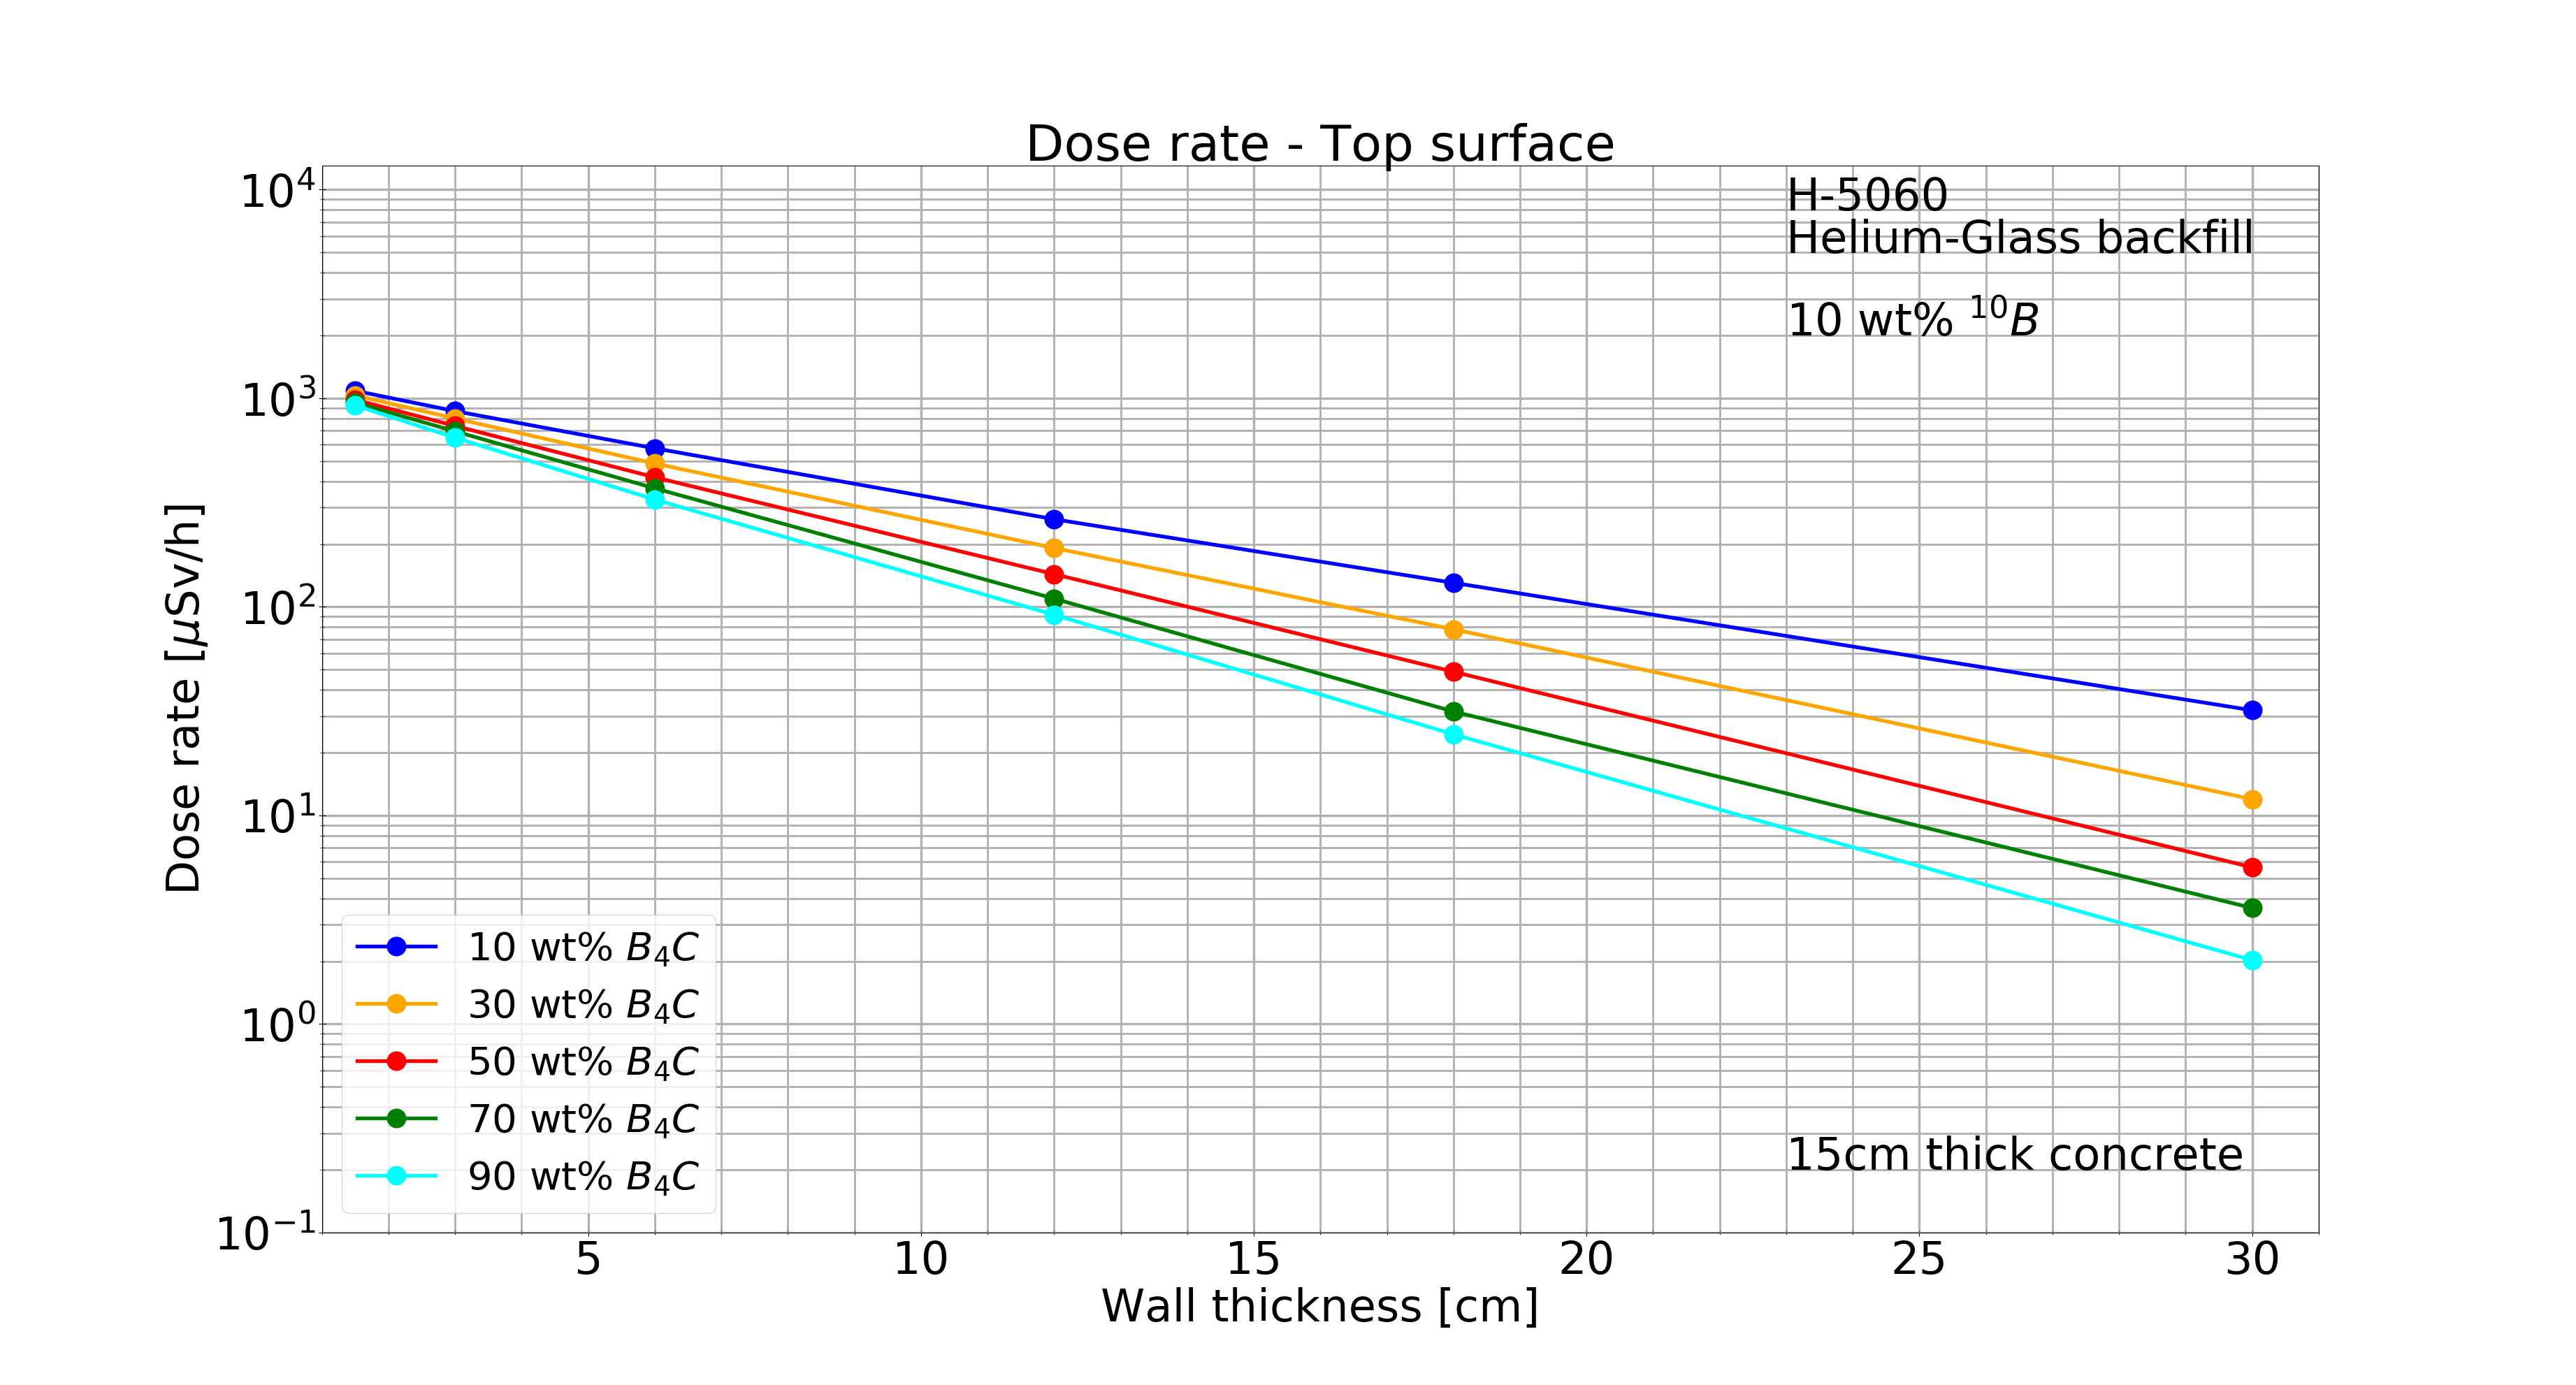 Dose rate - Top surface
H-5060
Helium-Glass backfill
10 wt% $^{10}B$
Dose rate [μSv/h]
10⁴
10³
10²
10¹
10⁰
10⁻¹
10 wt% B₄C
30 wt% B₄C
50 wt% B₄C
70 wt% B₄C
90 wt% B₄C
15cm thick concrete
5 10 15 20 25 30
Wall thickness [cm]